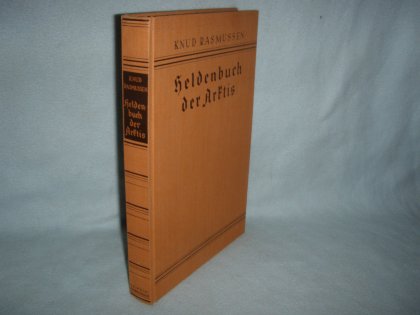 KNUD RASMUSSEN
Heldenbuch
der Arktis
KNUD
RASMUSSEN
Helden
buch
der
Arktis